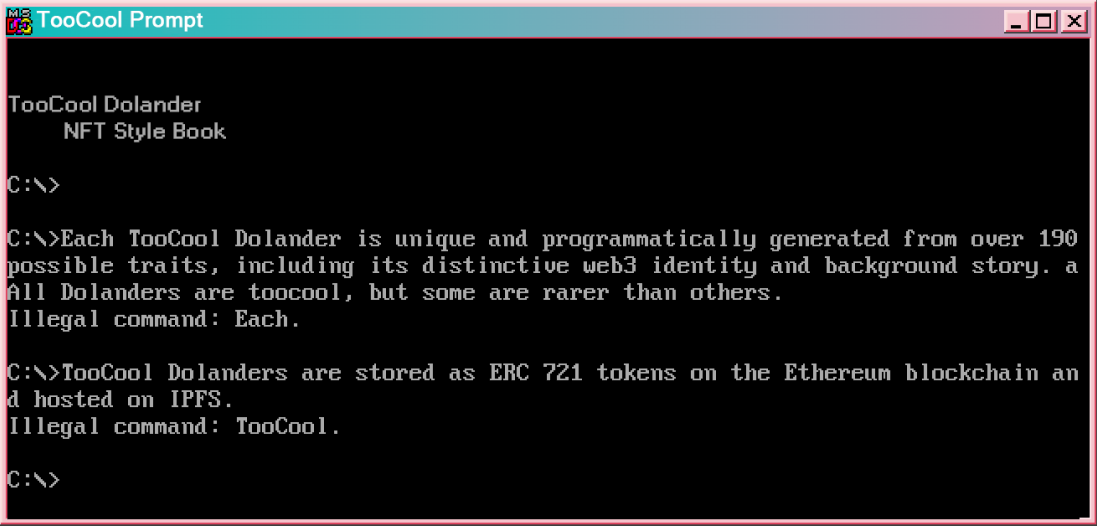 TooCool Prompt
TooCool Dolander
NFT Style Book
C:\>
C:\>Each TooCool Dolander is unique and programmatically generated from over 190
possible traits, including its distinctive web3 identity and background story. a
All Dolanders are toocool, but some are rarer than others.
Illegal command: Each.
C:\>TooCool Dolanders are stored as ERC 721 tokens on the Ethereum blockchain an
d hosted on IPFS.
Illegal command: TooCool.
C:\>